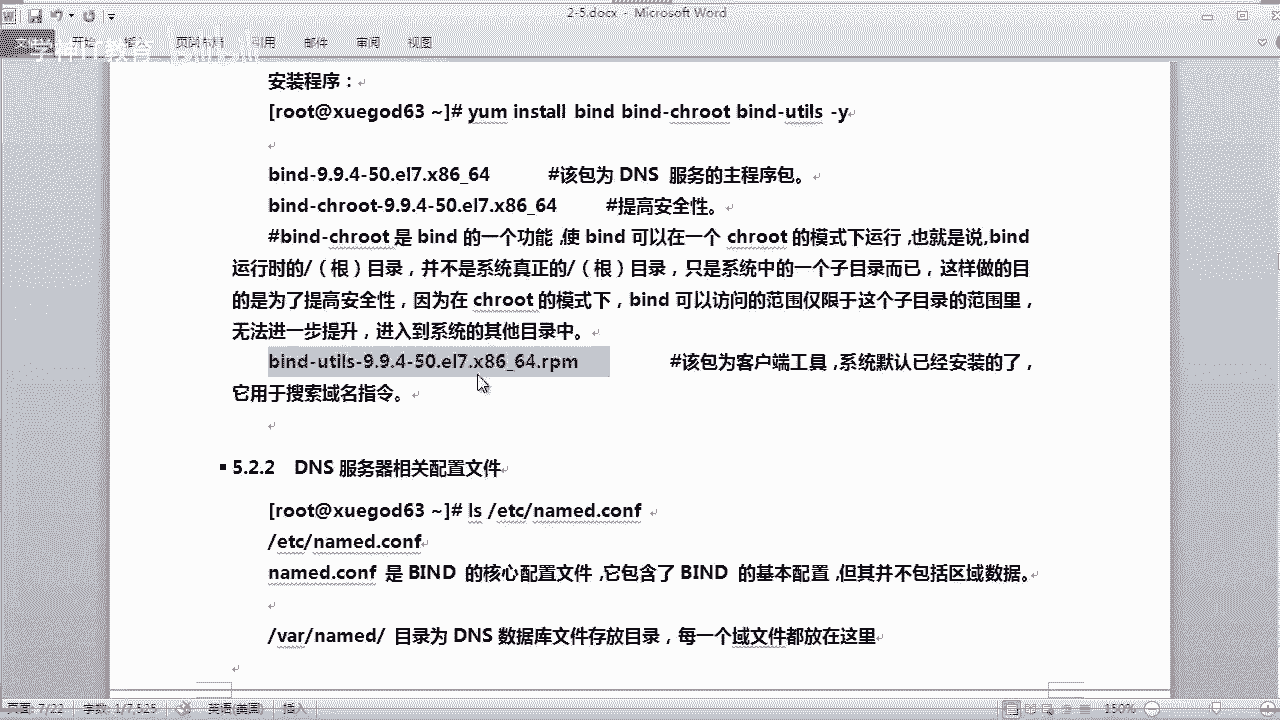 2-5.docx - Microsoft Word
开始 插入 页面布局 引用 邮件 审阅 视图
学神IT教育 bilibili
安装程序：
[root@xuegod63 ~]# yum install bind bind-chroot bind-utils -y
bind-9.9.4-50.el7.x86_64 #该包为 DNS 服务的主程序包。
bind-chroot-9.9.4-50.el7.x86_64 #提高安全性。
#bind-chroot 是 bind 的一个功能,使 bind 可以在一个 chroot 的模式下运行,也就是说,bind
运行时的/（根）目录，并不是系统真正的/（根）目录，只是系统中的一个子目录而已，这样做的目
的是为了提高安全性，因为在 chroot 的模式下，bind 可以访问的范围仅限于这个子目录的范围里，
无法进一步提升，进入到系统的其他目录中。
bind-utils-9.9.4-50.el7.x86_64.rpm #该包为客户端工具,系统默认已经安装的了，
它用于搜索域名指令。
5.2.2 DNS 服务器相关配置文件
[root@xuegod63 ~]# ls /etc/named.conf
/etc/named.conf
named.conf 是 BIND 的核心配置文件,它包含了 BIND 的基本配置,但其并不包括区域数据。
/var/named/ 目录为 DNS 数据库文件存放目录，每一个域文件都放在这里
页面: 7/22 字数: 1/7,525 英语(美国) 插入 150%